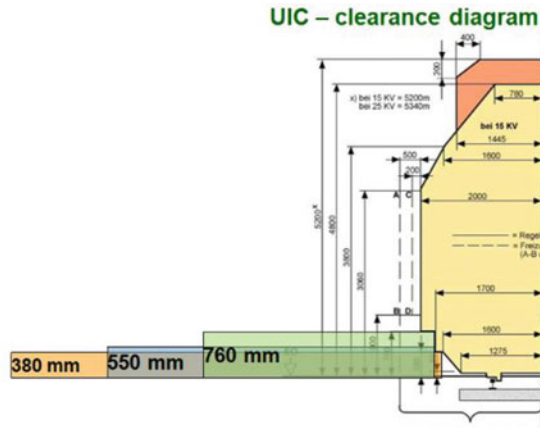 UIC – clearance diagram
400
200
780
x) bei 15 KV = 5200m
bei 25 KV = 5340m
bei 15 KV
1445
500
1600
200
A C
2000
5200x
4800
3800
3060
= Rege
= Freiz
(A-B
1700
B D
1600
1275
380 mm
550 mm
760 mm